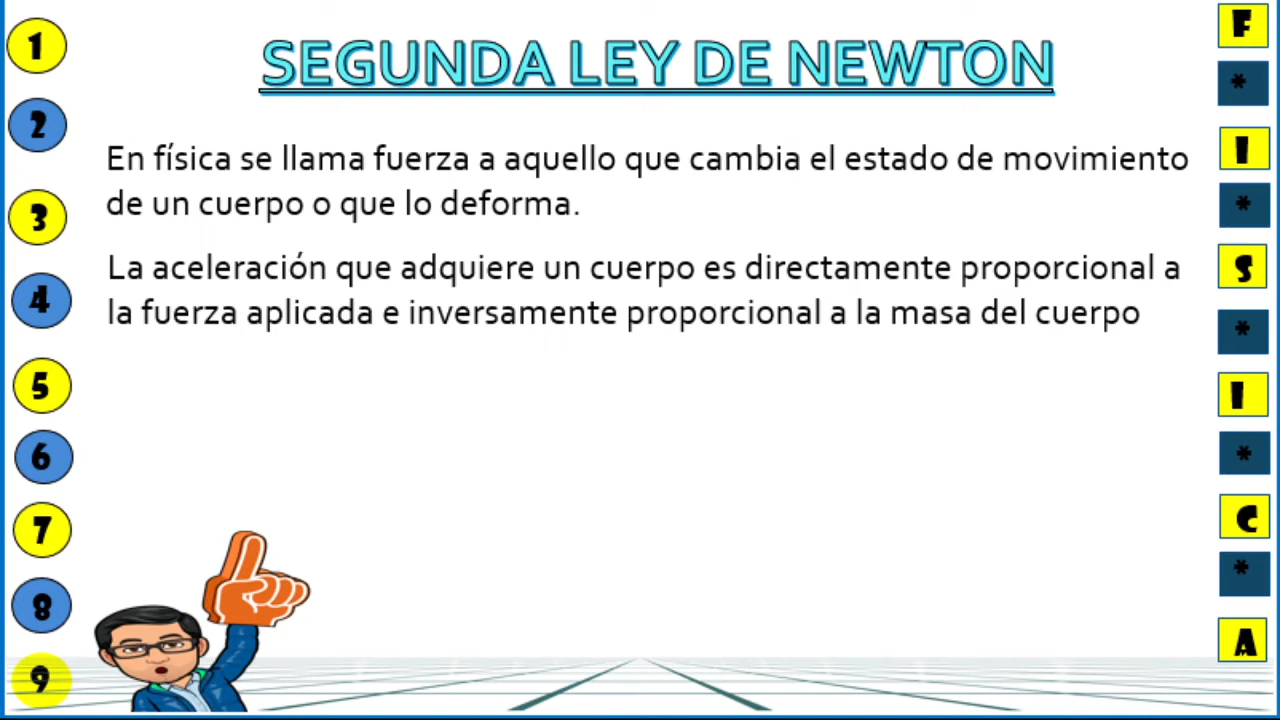 SEGUNDA LEY DE NEWTON
En física se llama fuerza a aquello que cambia el estado de movimiento
de un cuerpo o que lo deforma.
La aceleración que adquiere un cuerpo es directamente proporcional a
la fuerza aplicada e inversamente proporcional a la masa del cuerpo
1
2
3
4
5
6
7
8
9
F
*
I
*
S
*
I
*
C
*
A